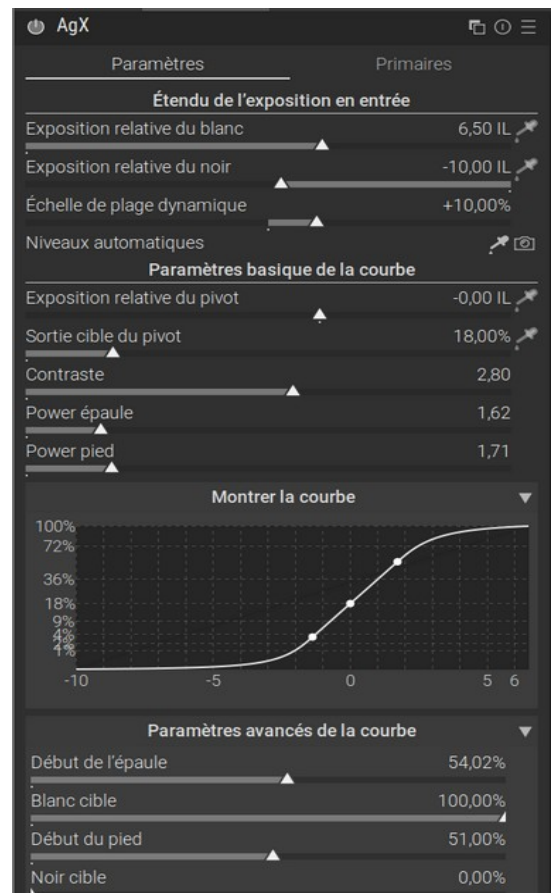 AgX
Paramètres Primaires
Étendu de l'exposition en entrée
Exposition relative du blanc 6,50 IL
Exposition relative du noir -10,00 IL
Échelle de plage dynamique +10,00%
Niveaux automatiques
Paramètres basique de la courbe
Exposition relative du pivot -0,00 IL
Sortie cible du pivot 18,00%
Contraste 2,80
Power épaule 1,62
Power pied 1,71
Montrer la courbe
100%
72%
36%
18%
9%
4%
1%
-10 -5 0 5 6
Paramètres avancés de la courbe
Début de l'épaule 54,02%
Blanc cible 100,00%
Début du pied 51,00%
Noir cible 0,00%